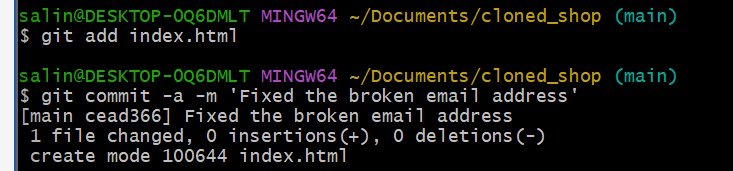 salin@DESKTOP-OQ6DMLT MINGW64 ~/Documents/cloned_shop (main)
$ git add index.html
salin@DESKTOP-OQ6DMLT MINGW64 ~/Documents/cloned_shop (main)
$ git commit -a -m 'Fixed the broken email address'
[main cead366] Fixed the broken email address
 1 file changed, 0 insertions(+), 0 deletions(-)
 create mode 100644 index.html